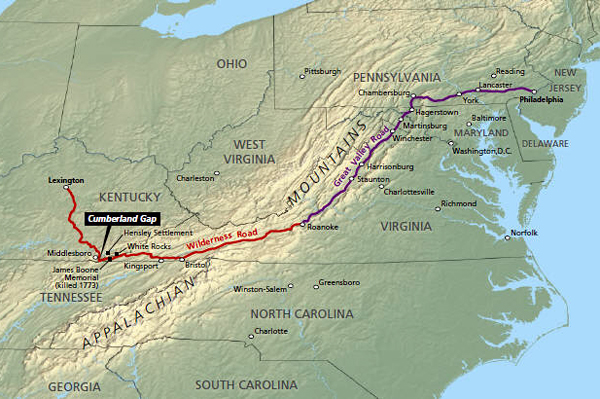 OHIO
Pittsburgh
PENNSYLVANIA
Reading
NEW
JERSEY
Lancaster
Chambersburg
York
Philadelphia
Hagerstown
Baltimore
Martinsburg
MARYLAND
Winchester
Washington,D.C.
DELAWARE
WEST
VIRGINIA
MOUNTAINS
Great Valley Road
Harrisonburg
Charleston
Staunton
Charlottesville
Lexington
KENTUCKY
Richmond
Cumberland Gap
VIRGINIA
Hensley Settlement
Roanoke
Norfolk
White Rocks
Wilderness Road
Middlesboro
Kingsport
Bristol
James Boone
Memorial
(killed 1773)
TENNESSEE
Winston-Salem
Greensboro
APPALACHIAN
NORTH CAROLINA
Charlotte
GEORGIA
SOUTH CAROLINA